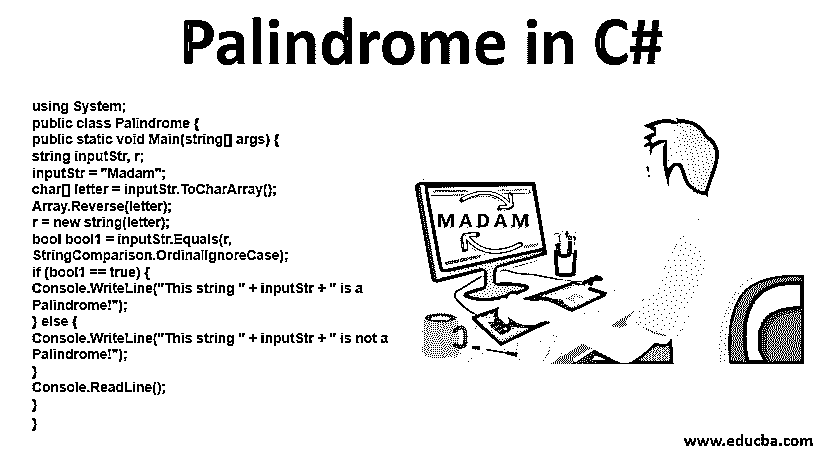 Palindrome in C#
using System;
public class Palindrome {
public static void Main(string[] args) {
string inputStr, r;
inputStr = "Madam";
char[] letter = inputStr.ToCharArray();
Array.Reverse(letter);
r = new string(letter);
bool bool1 = inputStr.Equals(r,
StringComparison.OrdinalIgnoreCase);
if (bool1 == true) {
Console.WriteLine("This string " + inputStr + " is a
Palindrome!");
} else {
Console.WriteLine("This string " + inputStr + " is not a
Palindrome!");
}
Console.ReadLine();
}
}
MADAM
www.educba.com